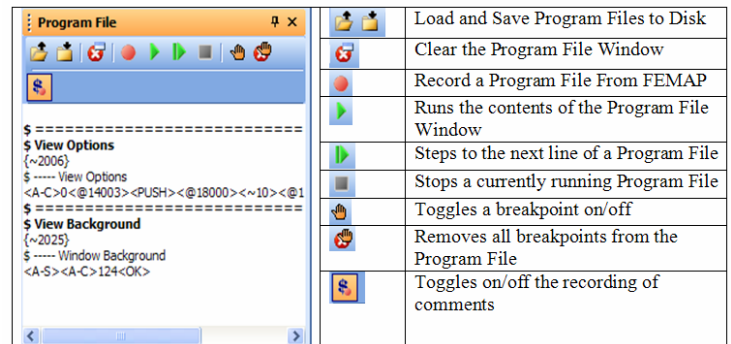 Program File
$ ============================
$ View Options
{~2006}
$ ----- View Options
<A-C>0<@14003><PUSH><@18000><~10><@1
$ ============================
$ View Background
{~2025}
$ ----- Window Background
<A-S><A-C>124<OK>
Load and Save Program Files to Disk
Clear the Program File Window
Record a Program File From FEMAP
Runs the contents of the Program File
Window
Steps to the next line of a Program File
Stops a currently running Program File
Toggles a breakpoint on/off
Removes all breakpoints from the
Program File
Toggles on/off the recording of
comments